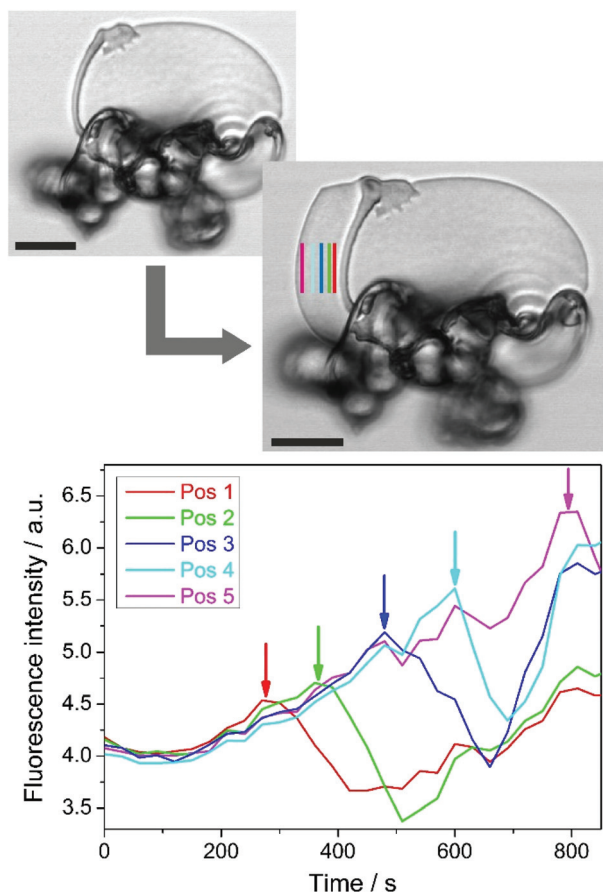 Pos 1
Pos 2
Pos 3
Pos 4
Pos 5
6.5
6.0
5.5
5.0
4.5
4.0
3.5
Fluorescence intensity / a.u.
0 200 400 600 800
Time / s